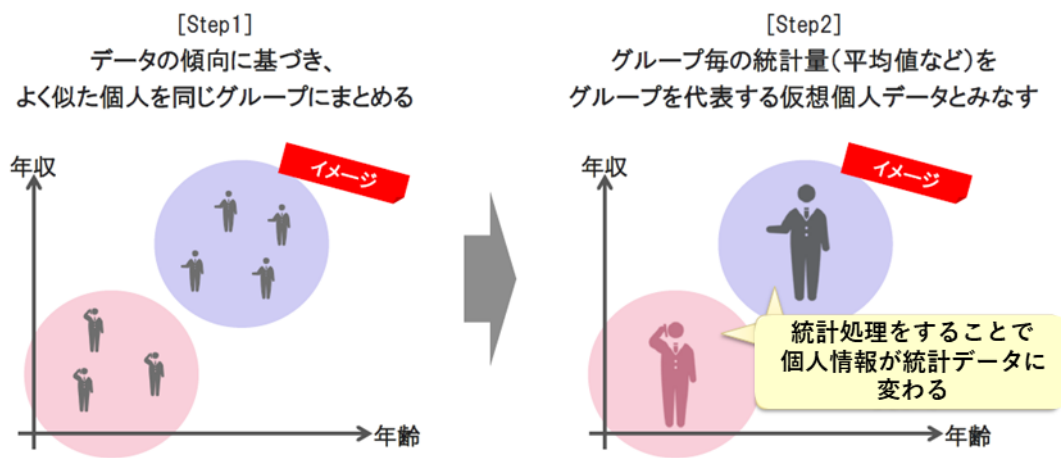 [Step1]
データの傾向に基づき、
よく似た個人を同じグループにまとめる
年収
イメージ
年齢
[Step2]
グループ毎の統計量(平均値など)を
グループを代表する仮想個人データとみなす
年収
イメージ
統計処理をすることで
個人情報が統計データに
変わる
年齢